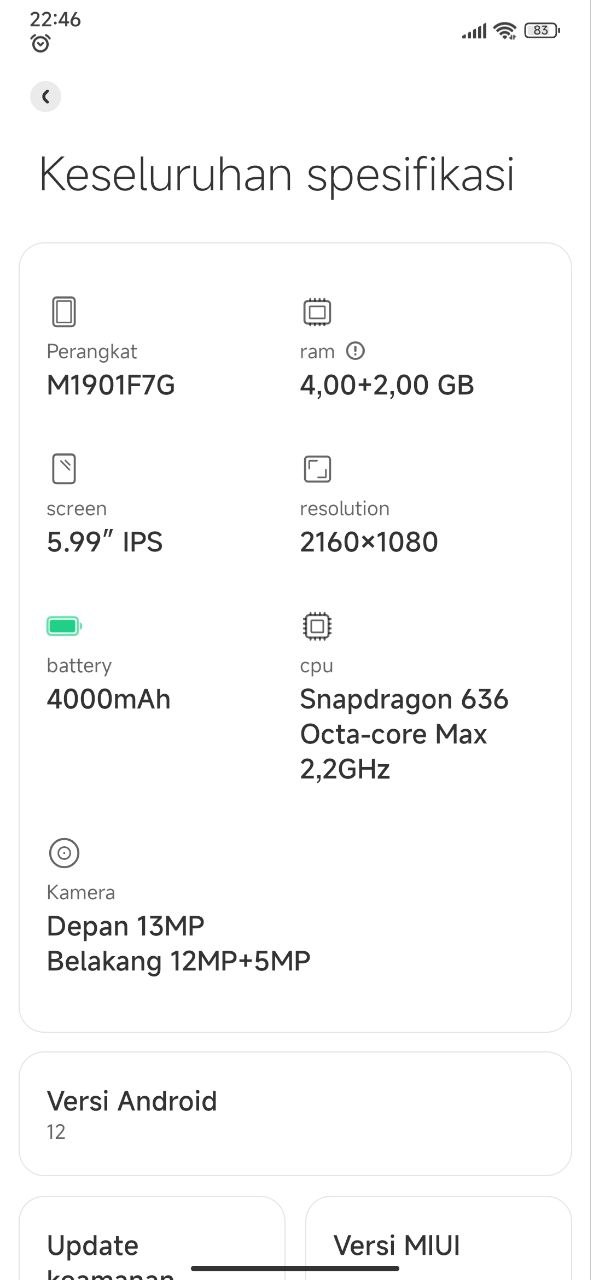 22:46
83
Keseluruhan spesifikasi
Perangkat
M1901F7G
ram
4,00+2,00 GB
screen
5.99″ IPS
resolution
2160×1080
battery
4000mAh
cpu
Snapdragon 636
Octa-core Max
2,2GHz
Kamera
Depan 13MP
Belakang 12MP+5MP
Versi Android
12
Update
keamanan
Versi MIUI